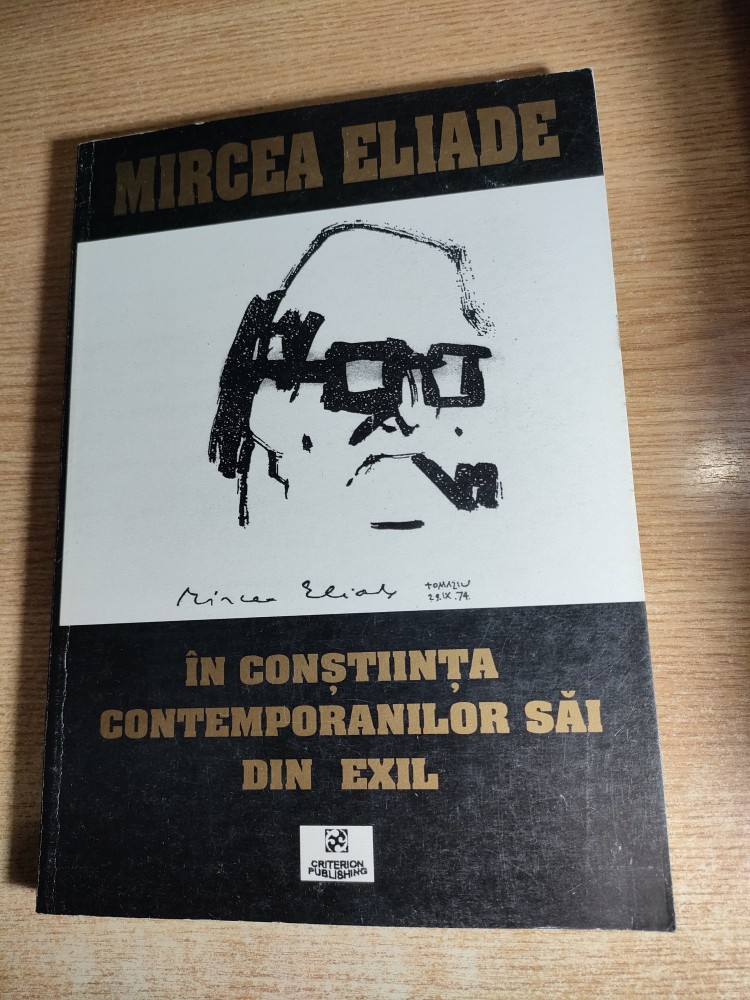 MIRCEA ELIADE
Mircea Eliade
TOMAZIU
29.IX.74.
ÎN CONȘTIINȚA
CONTEMPORANILOR SĂI
DIN EXIL
CRITERION
PUBLISHING